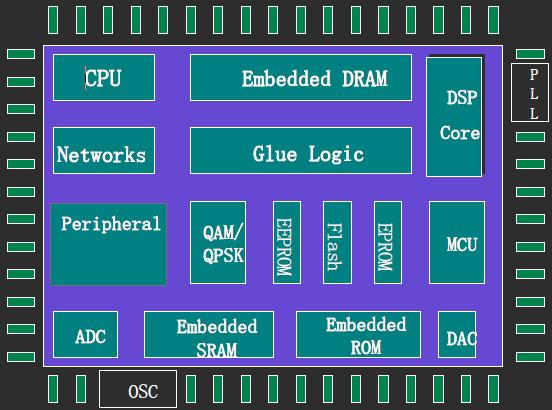 CPU
Embedded DRAM
DSP
Core
P
L
L
Networks
Glue Logic
Peripheral
QAM/
QPSK
EEPROM
Flash
EPROM
MCU
ADC
Embedded
SRAM
Embedded
ROM
DAC
OSC